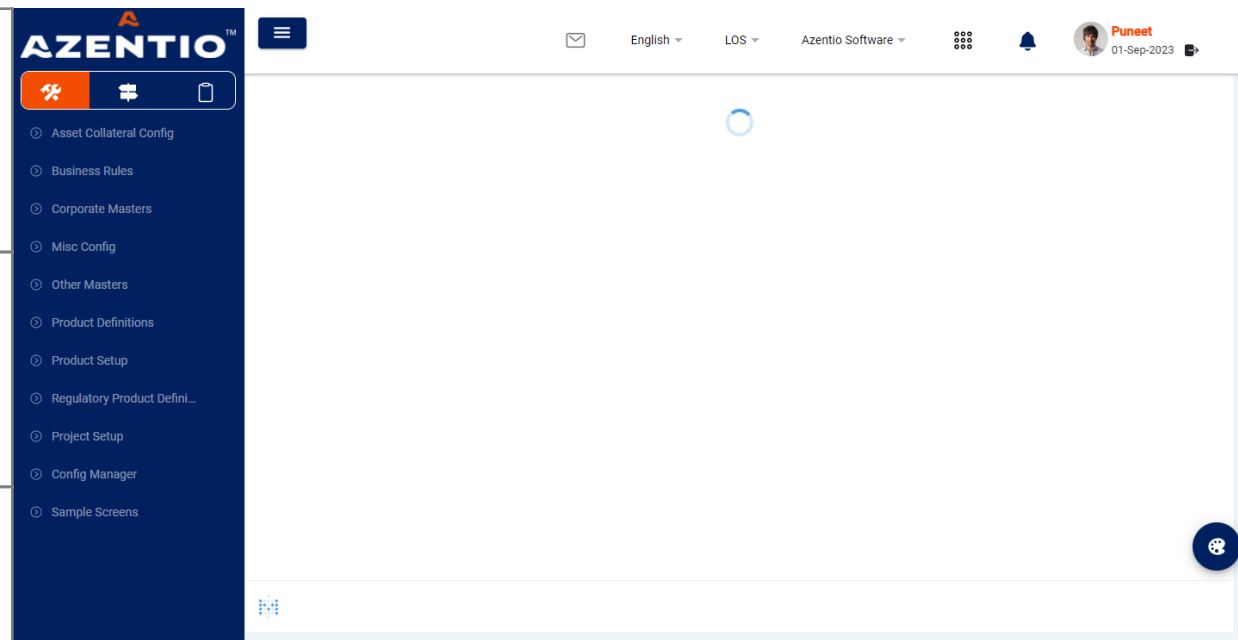 AZENTIO™
English
LOS
Azentio Software
Puneet
01-Sep-2023
Asset Collateral Config
Business Rules
Corporate Masters
Misc Config
Other Masters
Product Definitions
Product Setup
Regulatory Product Defini...
Project Setup
Config Manager
Sample Screens